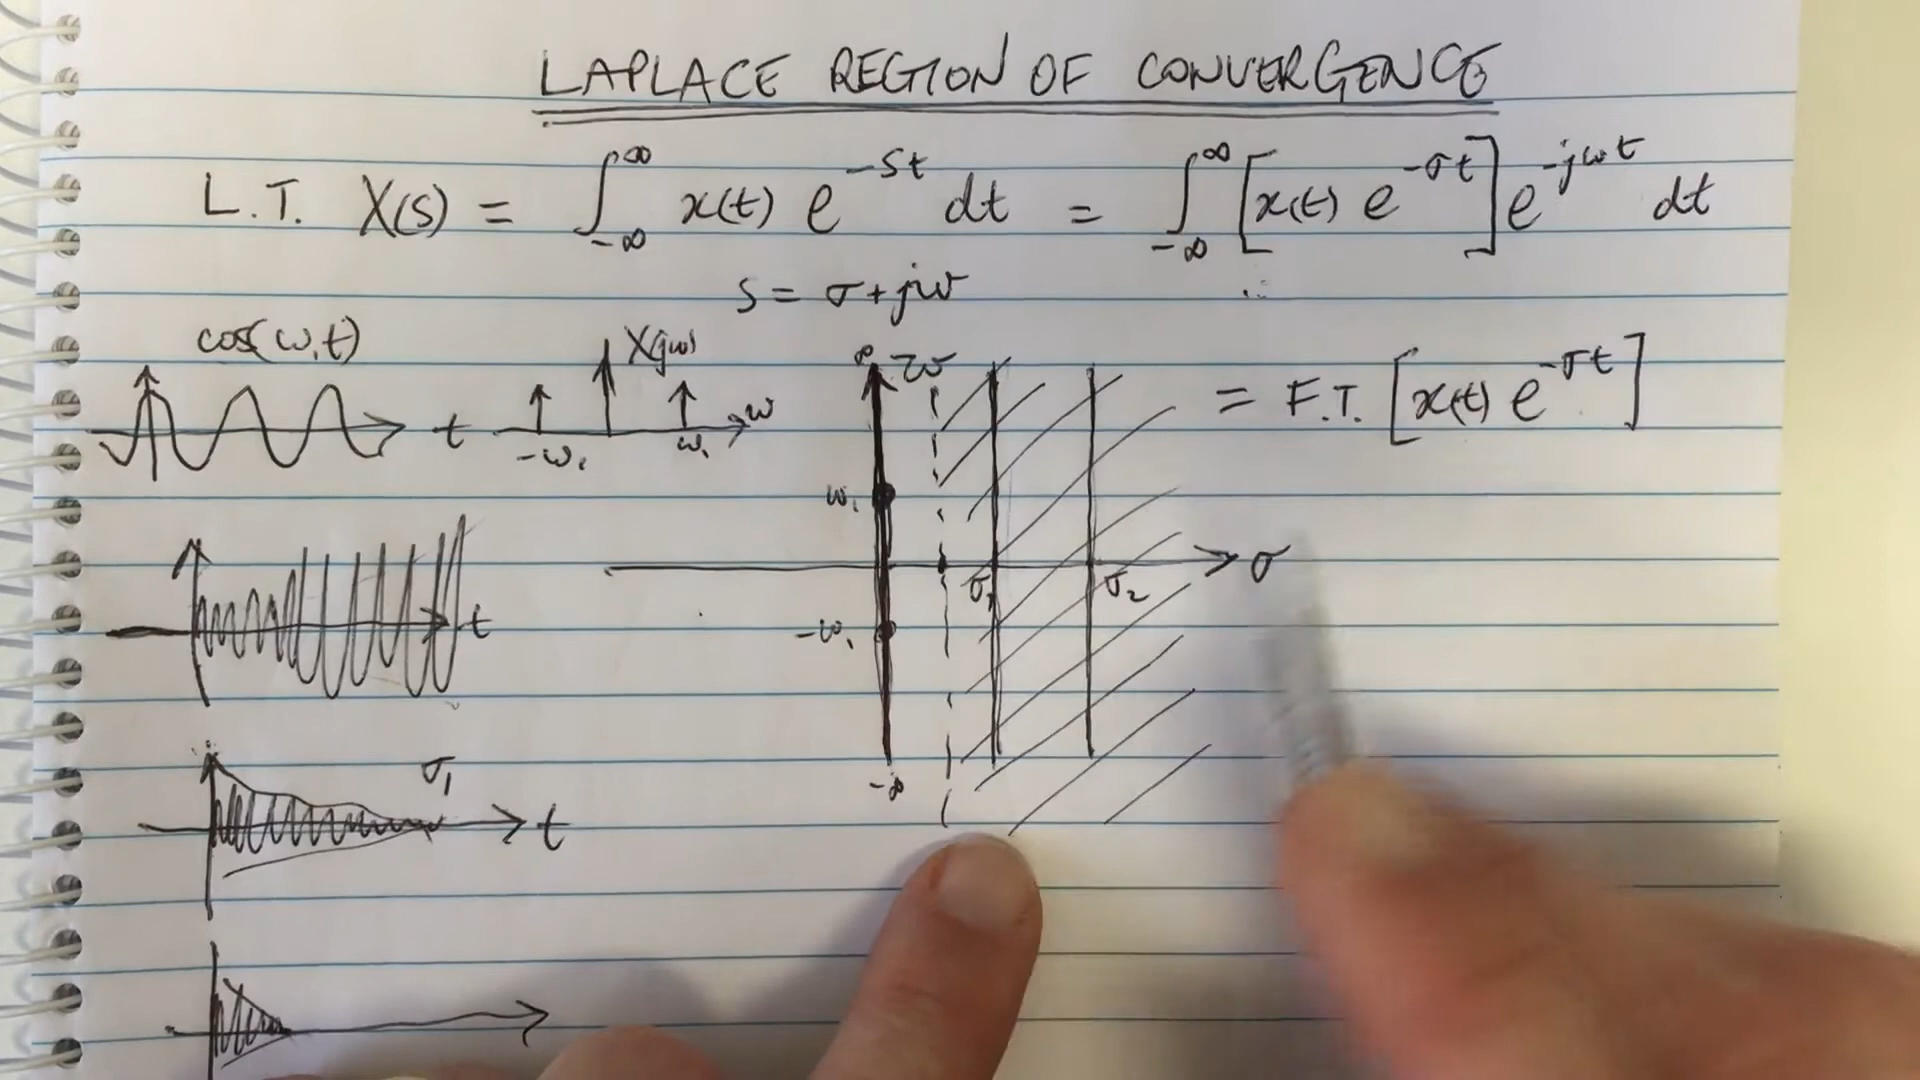 LAPLACE REGION OF CONVERGENCE
L.T. X(s) = ∫_{-∞}^{∞} x(t) e^{-st} dt = ∫_{-∞}^{∞} [x(t) e^{-σt}] e^{-jωt} dt
s = σ + jω
cos(ω₁t)
t
X(jω)
-ω₁ ω₁ ω
= F.T. [x(t) e^{-σt}]
∞
ω₁
-ω₁
-∞
σ₁ σ₂ σ
t
σ₁
t